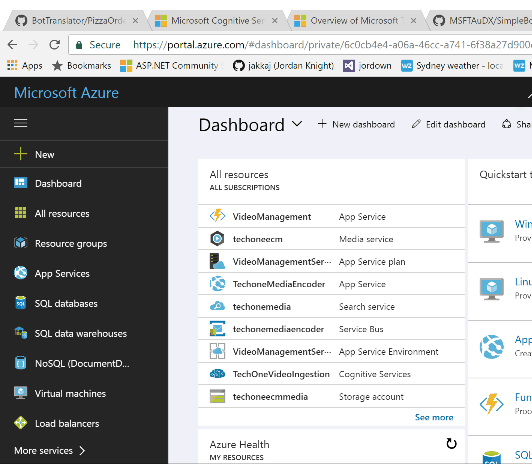 BotTranslator/PizzaOrde
Microsoft Cognitive Ser
Overview of Microsoft T
MSFTAuDX/SimpleBo
Secure https://portal.azure.com/#dashboard/private/6c0cb4e4-a06a-46cc-a741-6f38a27d900
Apps Bookmarks ASP.NET Community jakkaj (Jordan Knight) jordown Sydney weather - loca
Microsoft Azure
Dashboard + New dashboard Edit dashboard Sha
New
Dashboard
All resources
Resource groups
App Services
SQL databases
SQL data warehouses
NoSQL (DocumentD...
Virtual machines
Load balancers
More services >
All resources
ALL SUBSCRIPTIONS
VideoManagement App Service
techoneecm Media service
VideoManagementSer··· App Service plan
TechoneMediaEncoder App Service
techonemedia Search service
techonemediaencoder Service Bus
VideoManagementSer··· App Service Environment
TechOneVideoIngestion Cognitive Services
techoneecmmedia Storage account
See more
Azure Health
MY RESOURCES
Quickstart t
Win
Provi
Linu
Provi
App
Crea
Fun
Proc
SQL